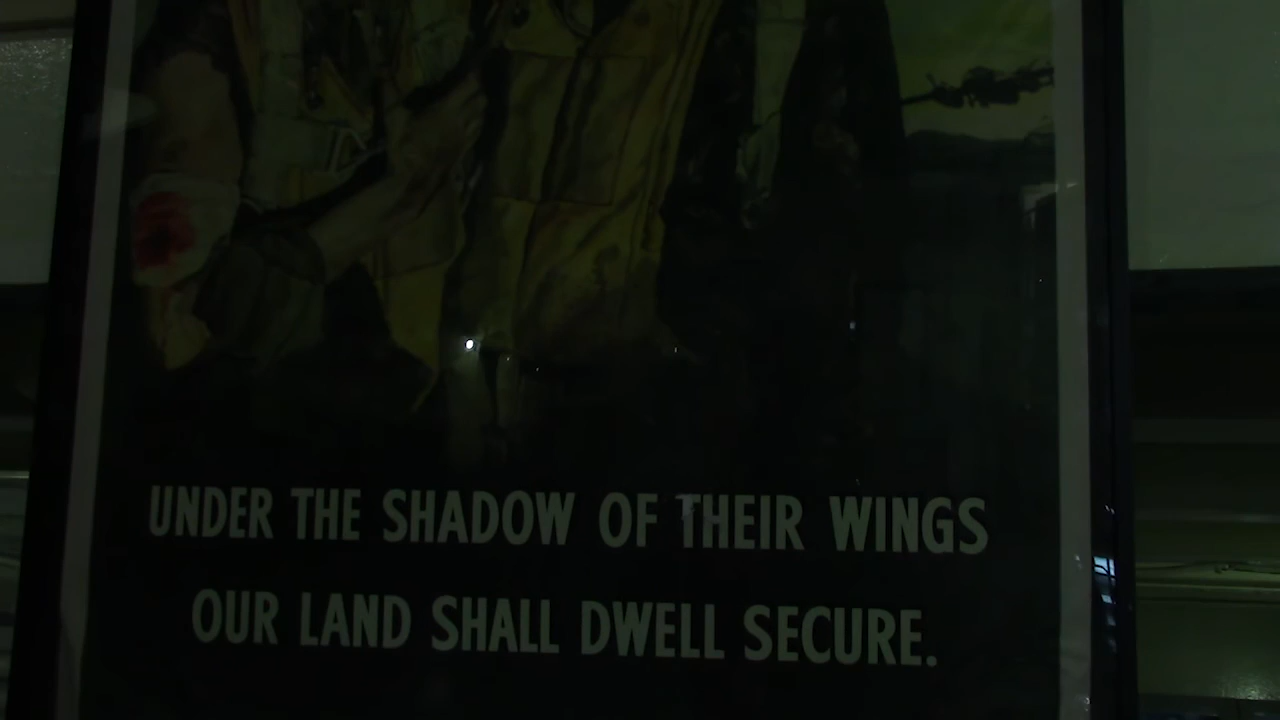 UNDER THE SHADOW OF THEIR WINGS
OUR LAND SHALL DWELL SECURE.